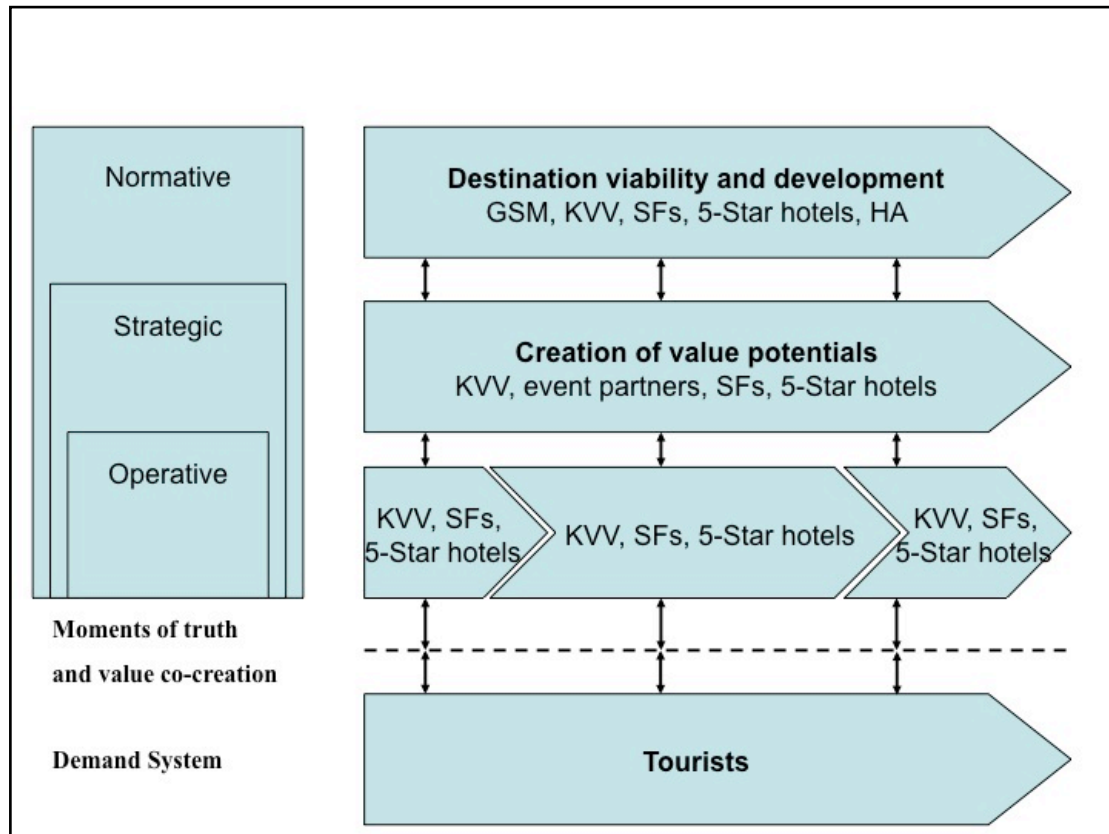 Normative
Destination viability and development
GSM, KVV, SFs, 5-Star hotels, HA
Strategic
Creation of value potentials
KVV, event partners, SFs, 5-Star hotels
Operative
KVV, SFs,
5-Star hotels
KVV, SFs, 5-Star hotels
KVV, SFs,
5-Star hotels
Moments of truth
and value co-creation
Demand System
Tourists